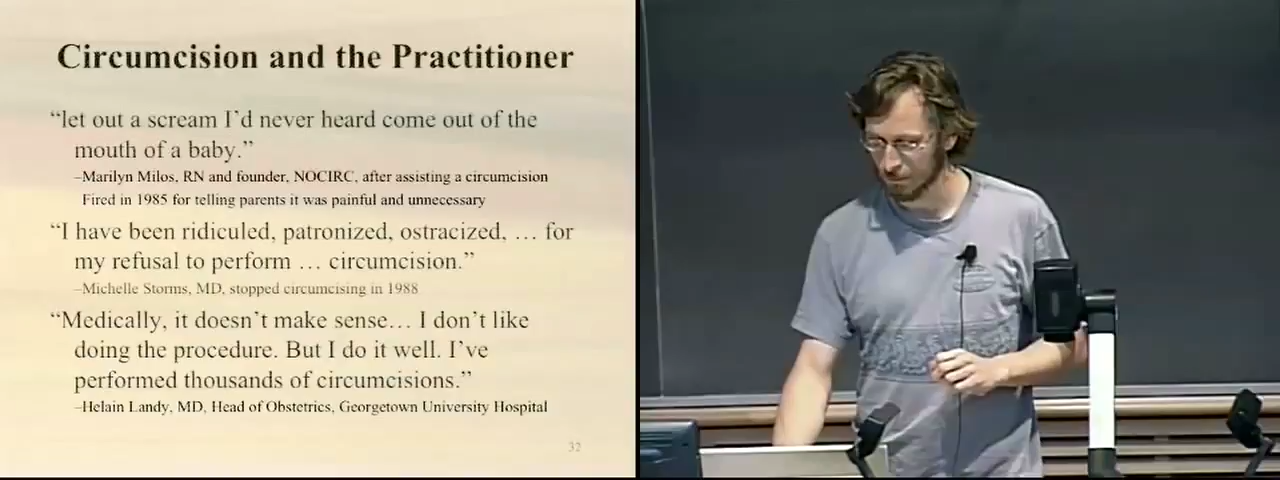 Circumcision and the Practitioner
“let out a scream I’d never heard come out of the
mouth of a baby.”
–Marilyn Milos, RN and founder, NOCIRC, after assisting a circumcision
Fired in 1985 for telling parents it was painful and unnecessary
“I have been ridiculed, patronized, ostracized, … for
my refusal to perform … circumcision.”
–Michelle Storms, MD, stopped circumcising in 1988
“Medically, it doesn’t make sense… I don’t like
doing the procedure. But I do it well. I’ve
performed thousands of circumcisions.”
–Helain Landy, MD, Head of Obstetrics, Georgetown University Hospital
32